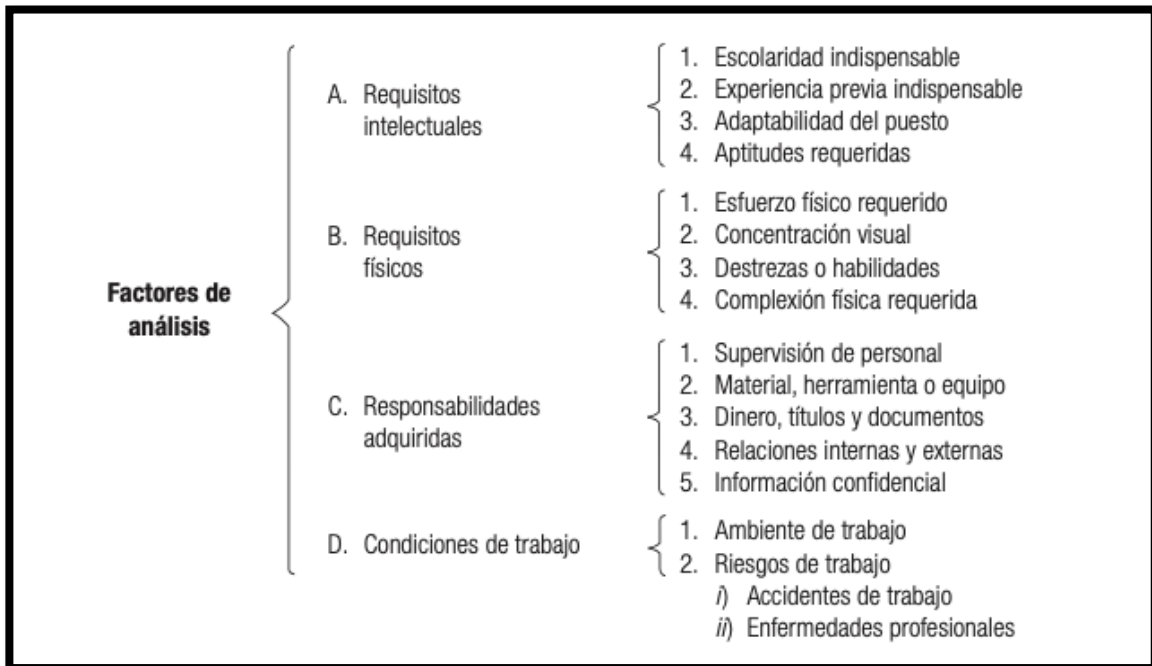 Factores de
análisis
A. Requisitos
intelectuales
1. Escolaridad indispensable
2. Experiencia previa indispensable
3. Adaptabilidad del puesto
4. Aptitudes requeridas
B. Requisitos
físicos
1. Esfuerzo físico requerido
2. Concentración visual
3. Destrezas o habilidades
4. Complexión física requerida
C. Responsabilidades
adquiridas
1. Supervisión de personal
2. Material, herramienta o equipo
3. Dinero, títulos y documentos
4. Relaciones internas y externas
5. Información confidencial
D. Condiciones de trabajo
1. Ambiente de trabajo
2. Riesgos de trabajo
i) Accidentes de trabajo
ii) Enfermedades profesionales